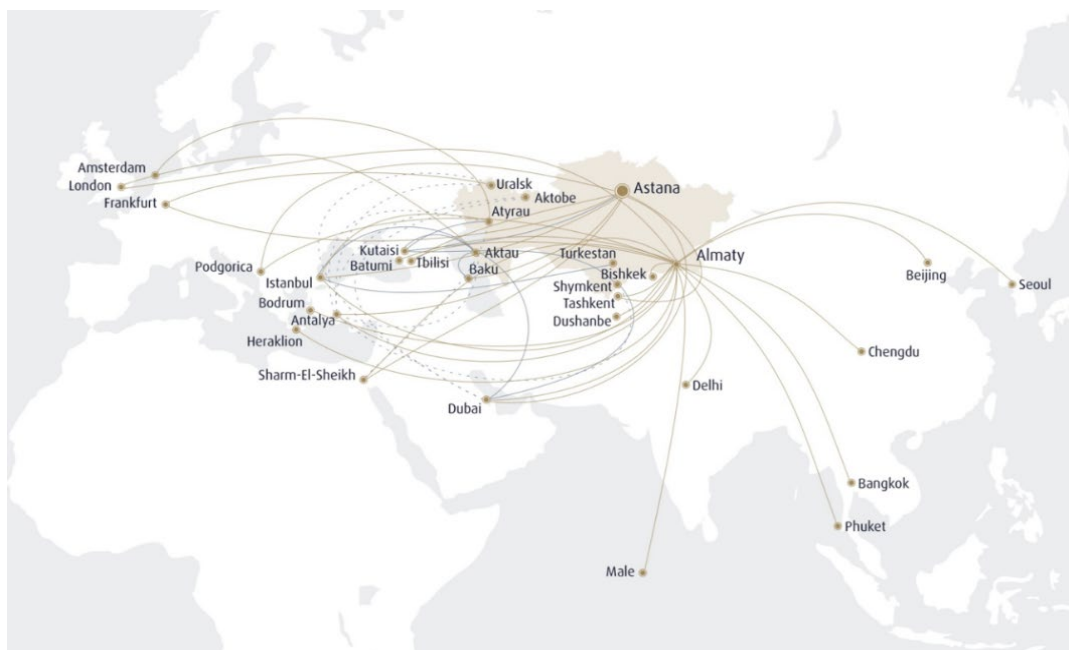 Amsterdam
London
Frankfurt
Uralsk
Astana
Aktobe
Atyrau
Kutaisi
Aktau
Turkestan
Almaty
Batumi
Tbilisi
Podgorica
Baku
Bishkek
Beijing
Istanbul
Shymkent
Seoul
Bodrum
Tashkent
Antalya
Dushanbe
Heraklion
Chengdu
Sharm-El-Sheikh
Delhi
Dubai
Bangkok
Phuket
Male